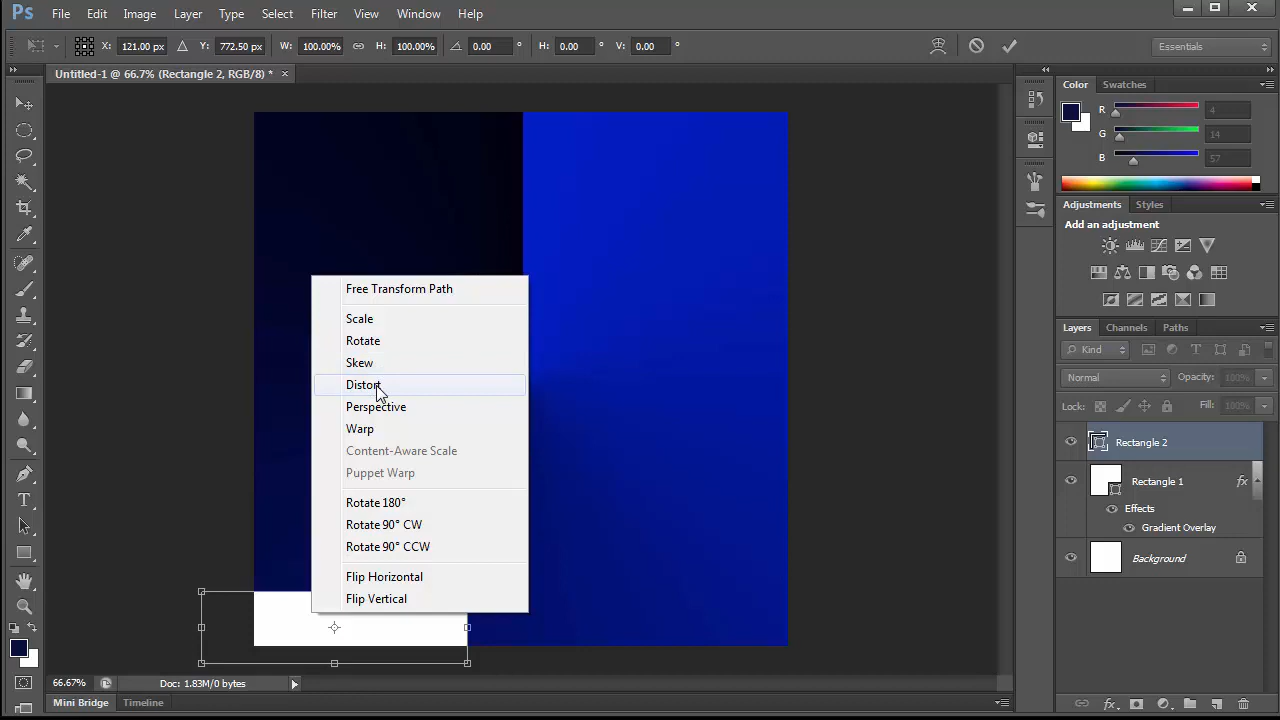 Ps File Edit Image Layer Type Select Filter View Window Help
X: 121.00 px Y: 772.50 px W: 100.00% H: 100.00% 0.00 ° H: 0.00 ° V: 0.00 ° Essentials
Untitled-1 @ 66.7% (Rectangle 2, RGB/8) * ×
Color Swatches
R 4
G 14
B 57
Adjustments Styles
Add an adjustment
Free Transform Path
Scale
Rotate
Skew
Distort
Perspective
Warp
Content-Aware Scale
Puppet Warp
Rotate 180°
Rotate 90° CW
Rotate 90° CCW
Flip Horizontal
Flip Vertical
Layers Channels Paths
Kind
Normal Opacity: 100%
Lock: Fill: 100%
Rectangle 2
Rectangle 1 fx
Effects
Gradient Overlay
Background
66.67% Doc: 1.83M/0 bytes
Mini Bridge Timeline
fx